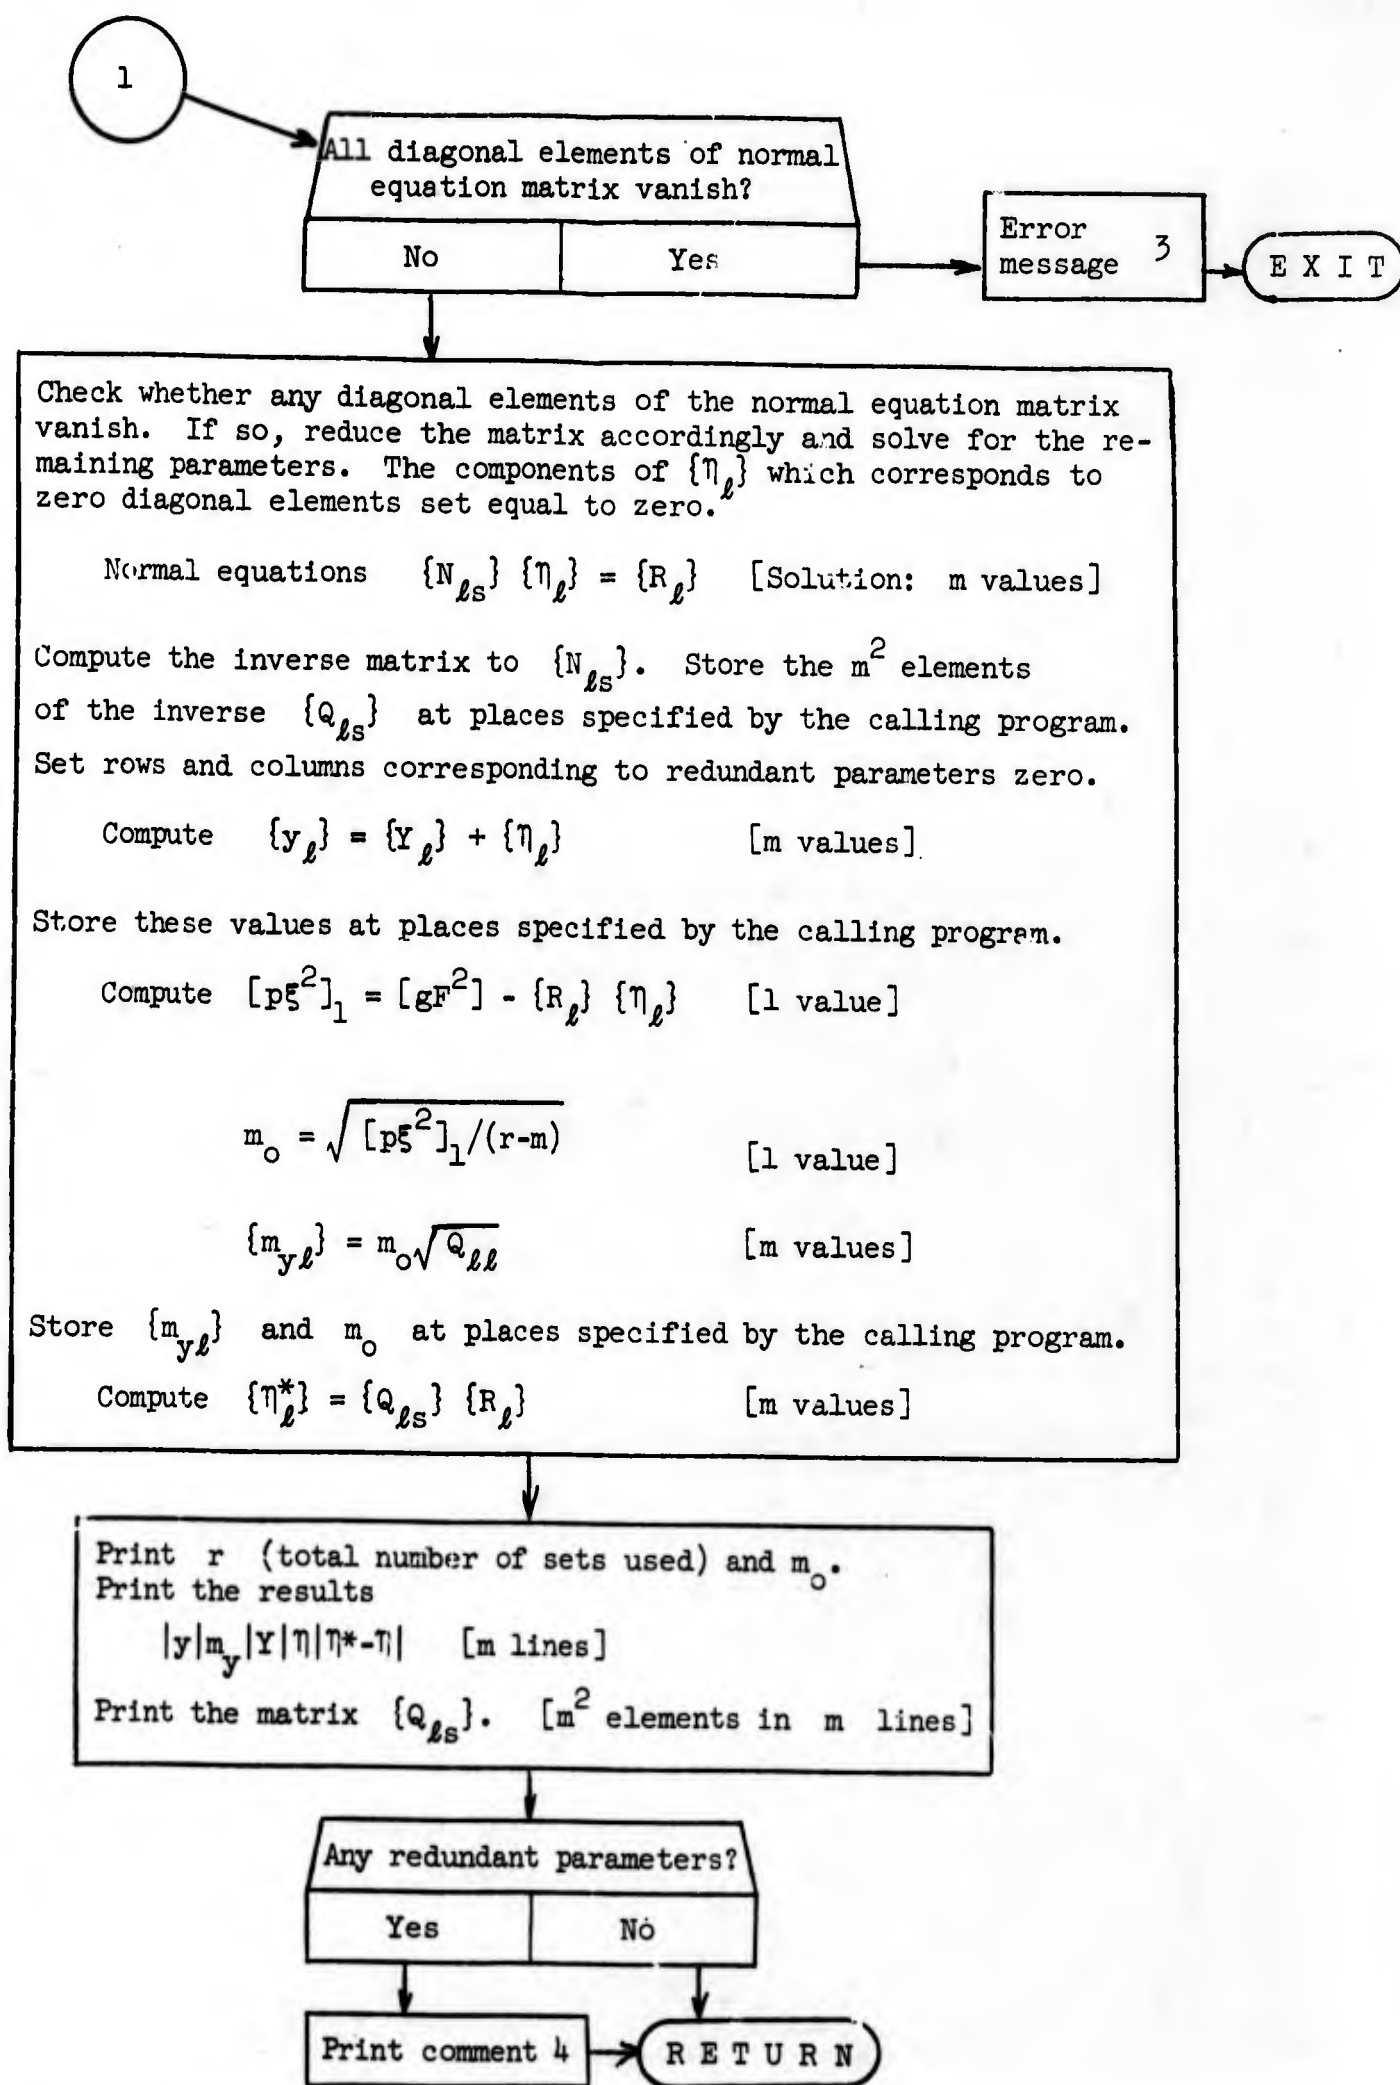 1
All diagonal elements of normal
equation matrix vanish?
No
Yes
Error
message 3
E X I T
Check whether any diagonal elements of the normal equation matrix
vanish. If so, reduce the matrix accordingly and solve for the re-
maining parameters. The components of {η_ℓ} which corresponds to
zero diagonal elements set equal to zero.
Normal equations {N_ℓs} {η_ℓ} = {R_ℓ} [Solution: m values]
Compute the inverse matrix to {N_ℓs}. Store the m² elements
of the inverse {Q_ℓs} at places specified by the calling program.
Set rows and columns corresponding to redundant parameters zero.
Compute {y_ℓ} = {Y_ℓ} + {η_ℓ} [m values]
Store these values at places specified by the calling program.
Compute [pξ²]₁ = [gF²] - {R_ℓ} {η_ℓ} [1 value]
m_o = √[pξ²]₁/(r-m) [1 value]
{m_yℓ} = m_o√Q_ℓℓ [m values]
Store {m_yℓ} and m_o at places specified by the calling program.
Compute {η*_ℓ} = {Q_ℓs} {R_ℓ} [m values]
Print r (total number of sets used) and m_o.
Print the results
|y|m_y|Y|η|η*-η| [m lines]
Print the matrix {Q_ℓs}. [m² elements in m lines]
Any redundant parameters?
Yes
No
Print comment 4
R E T U R N